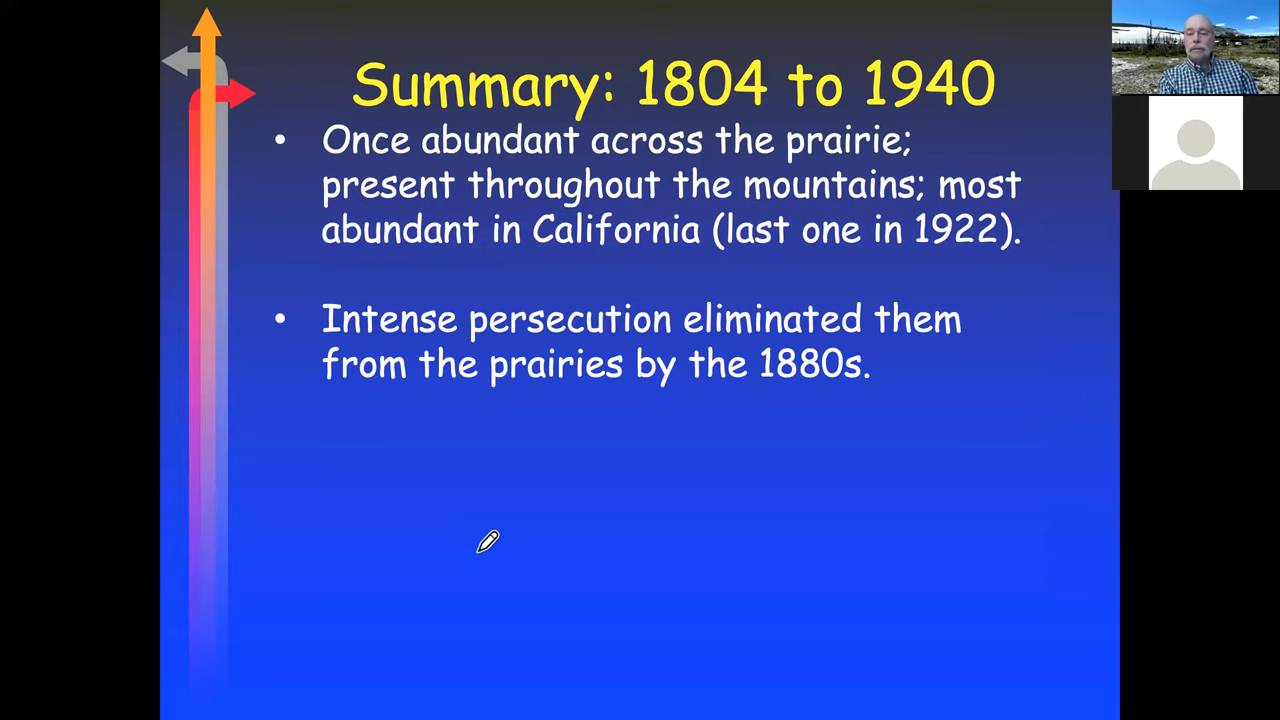 Summary: 1804 to 1940
• Once abundant across the prairie;
present throughout the mountains; most
abundant in California (last one in 1922).
• Intense persecution eliminated them
from the prairies by the 1880s.